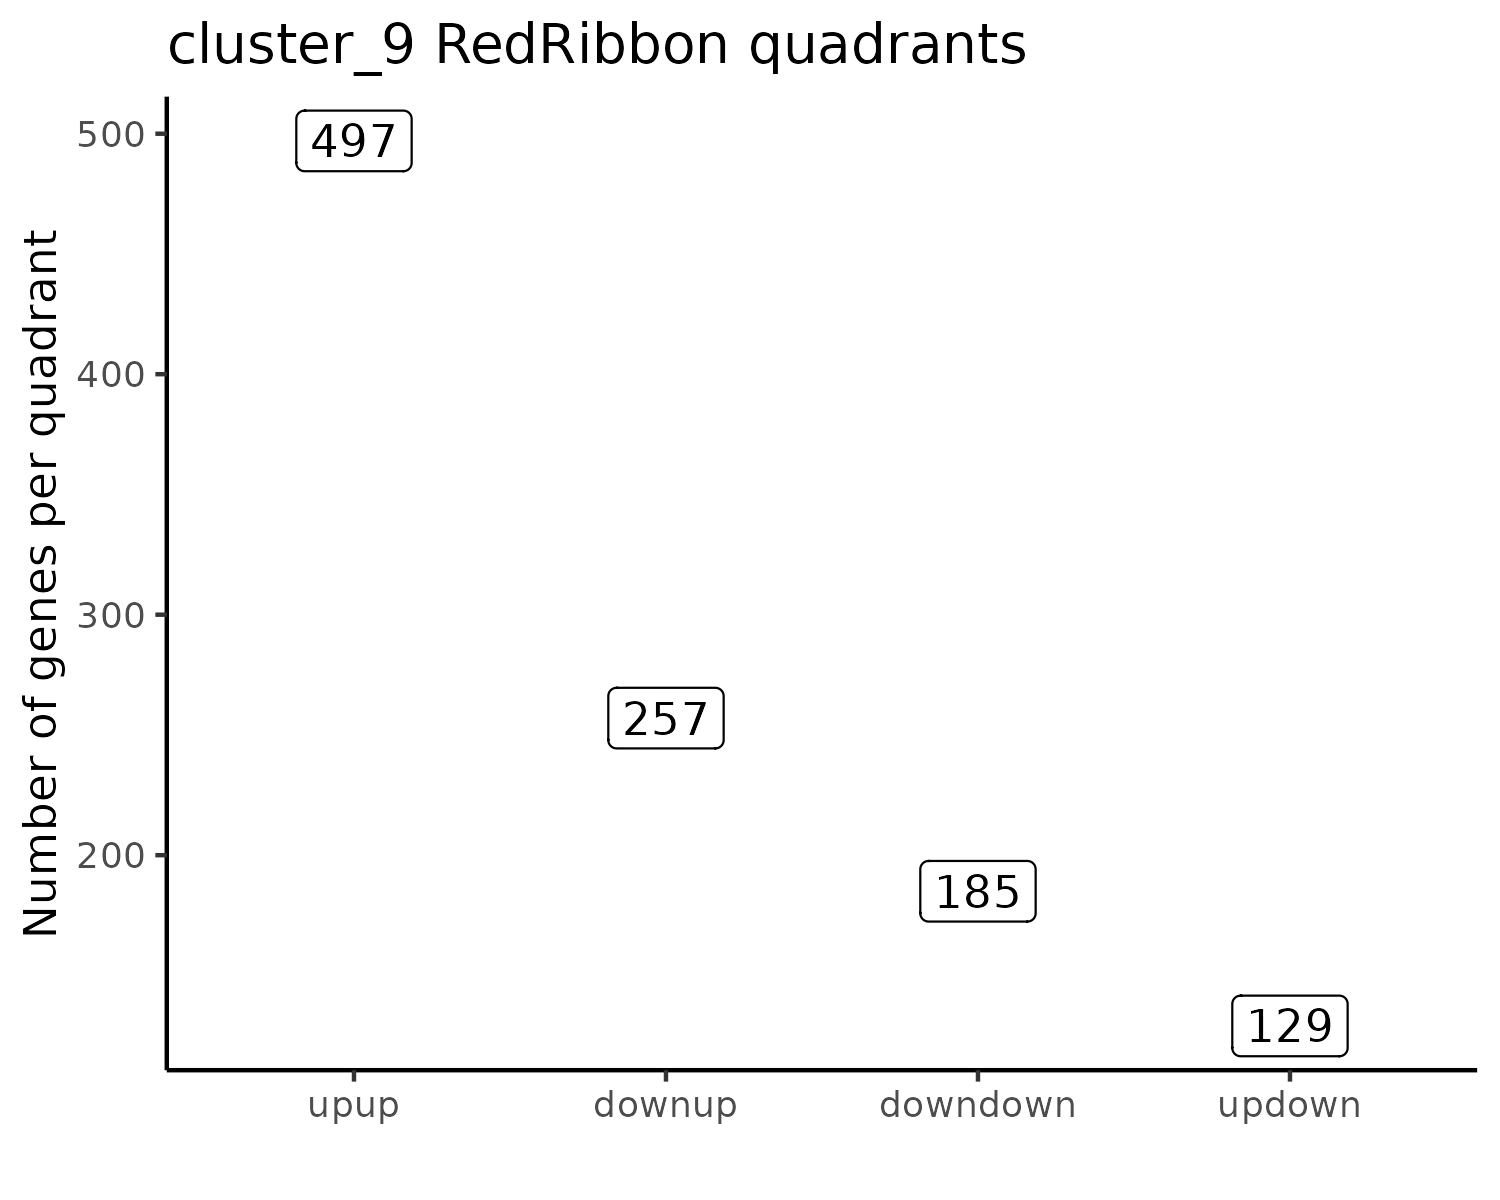 cluster_9 RedRibbon quadrants
Number of genes per quadrant
500
400
300
200
497
257
185
129
upup
downup
downdown
updown